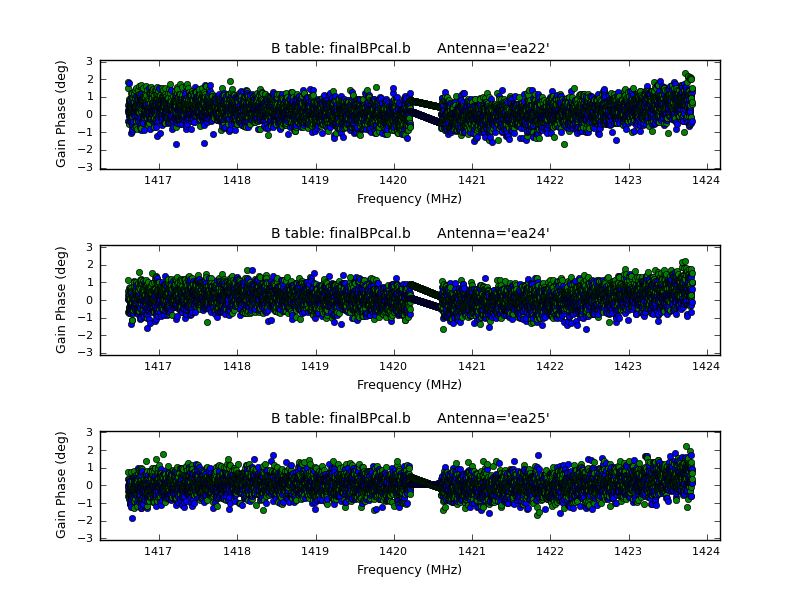 B table: finalBPcal.b Antenna='ea22'
3
2
1
0
−1
−2
−3
Gain Phase (deg)
1417 1418 1419 1420 1421 1422 1423 1424
Frequency (MHz)
B table: finalBPcal.b Antenna='ea24'
3
2
1
0
−1
−2
−3
Gain Phase (deg)
1417 1418 1419 1420 1421 1422 1423 1424
Frequency (MHz)
B table: finalBPcal.b Antenna='ea25'
3
2
1
0
−1
−2
−3
Gain Phase (deg)
1417 1418 1419 1420 1421 1422 1423 1424
Frequency (MHz)